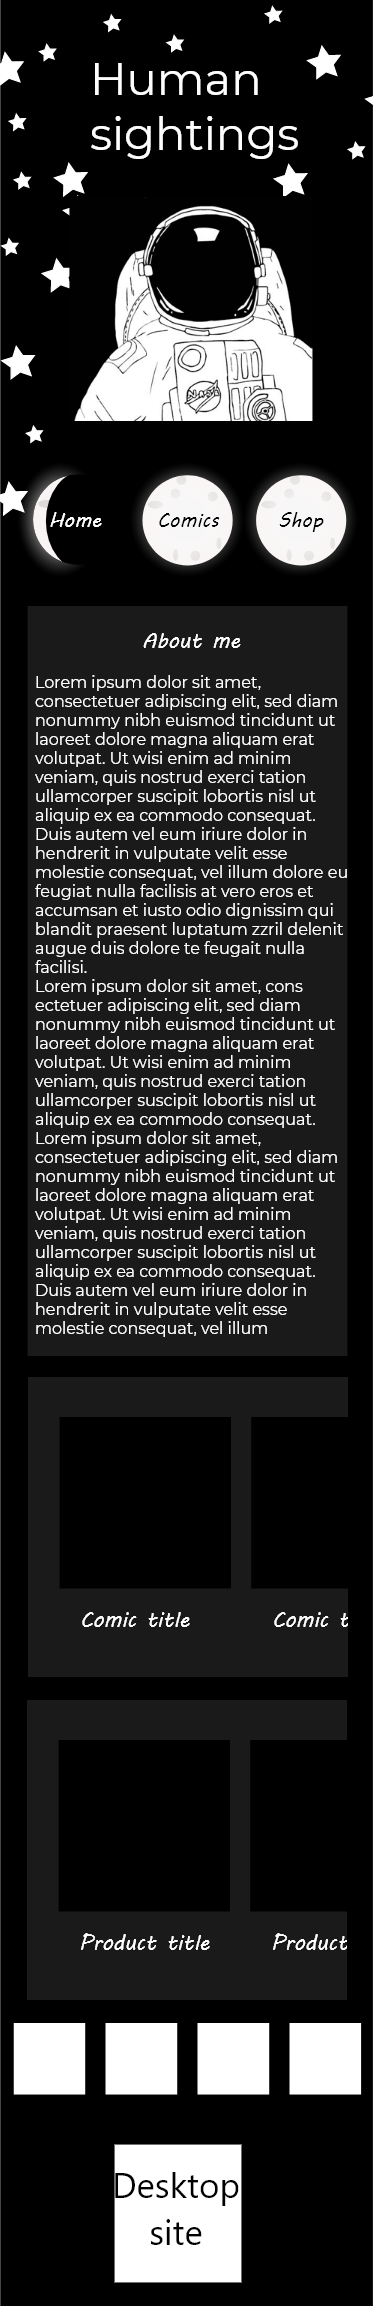 Human
sightings
NASA
Home
Comics
Shop
About me
Lorem ipsum dolor sit amet,
consectetuer adipiscing elit, sed diam
nonummy nibh euismod tincidunt ut
laoreet dolore magna aliquam erat
volutpat. Ut wisi enim ad minim
veniam, quis nostrud exerci tation
ullamcorper suscipit lobortis nisl ut
aliquip ex ea commodo consequat.
Duis autem vel eum iriure dolor in
hendrerit in vulputate velit esse
molestie consequat, vel illum dolore eu
feugiat nulla facilisis at vero eros et
accumsan et iusto odio dignissim qui
blandit praesent luptatum zzril delenit
augue duis dolore te feugait nulla
facilisi.
Lorem ipsum dolor sit amet, cons
ectetuer adipiscing elit, sed diam
nonummy nibh euismod tincidunt ut
laoreet dolore magna aliquam erat
volutpat. Ut wisi enim ad minim
veniam, quis nostrud exerci tation
ullamcorper suscipit lobortis nisl ut
aliquip ex ea commodo consequat.
Lorem ipsum dolor sit amet,
consectetuer adipiscing elit, sed diam
nonummy nibh euismod tincidunt ut
laoreet dolore magna aliquam erat
volutpat. Ut wisi enim ad minim
veniam, quis nostrud exerci tation
ullamcorper suscipit lobortis nisl ut
aliquip ex ea commodo consequat.
Duis autem vel eum iriure dolor in
hendrerit in vulputate velit esse
molestie consequat, vel illum
Comic title
Comic t
Product title
Product
Desktop
site